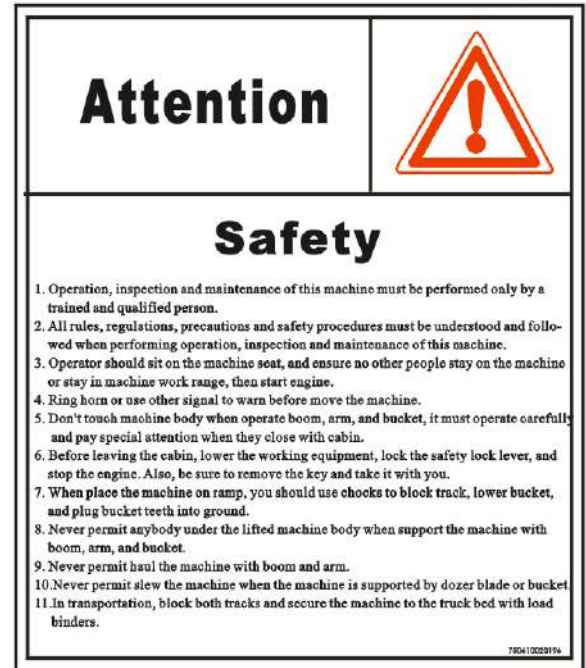 Attention
Safety
1. Operation, inspection and maintenance of this machine must be performed only by a
trained and qualified person.
2. All rules, regulations, precautions and safety procedures must be understood and follo-
wed when performing operation, inspection and maintenance of this machine.
3. Operator should sit on the machine seat, and ensure no other people stay on the machine
or stay in machine work range, then start engine.
4. Ring horn or use other signal to warn before move the machine.
5. Don't touch machine body when operate boom, arm, and bucket, it must operate carefully
and pay special attention when they close with cabin.
6. Before leaving the cabin, lower the working equipment, lock the safety lock lever, and
stop the engine. Also, be sure to remove the key and take it with you.
7. When place the machine on ramp, you should use chocks to block track, lower bucket,
and plug bucket teeth into ground.
8. Never permit anybody under the lifted machine body when support the machine with
boom, arm, and bucket.
9. Never permit haul the machine with boom and arm.
10.Never permit slew the machine when the machine is supported by dozer blade or bucket.
11.In transportation, block both tracks and secure the machine to the truck bed with load
binders.
780610020196